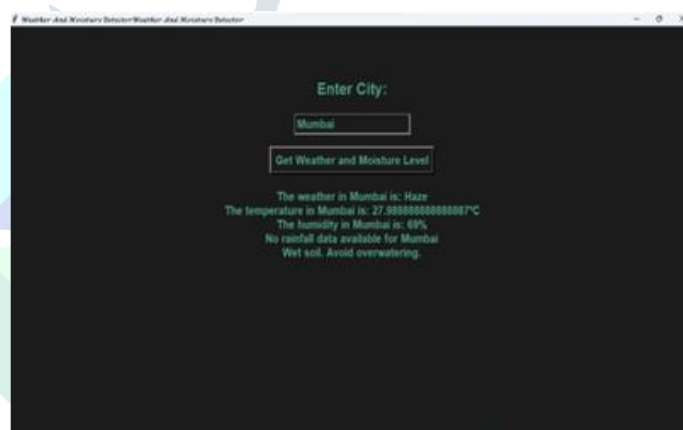 Weather And Moisture DetectorWeather And Moisture Detector
Enter City:
Mumbai
Get Weather and Moisture Level
The weather in Mumbai is: Haze
The temperature in Mumbai is: 27.988888888888887°C
The humidity in Mumbai is: 69%
No rainfall data available for Mumbai
Wet soil. Avoid overwatering.